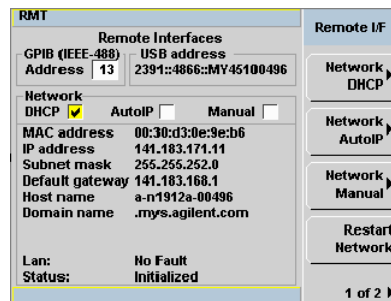 RMT
Remote Interfaces
GPIB (IEEE-488)
Address 13
USB address
2391::4866::MY45100496
Network
DHCP AutoIP Manual
MAC address 00:30:d3:0e:9e:b6
IP address 141.183.171.11
Subnet mask 255.255.252.0
Default gateway 141.183.168.1
Host name a-n1912a-00496
Domain name .mys.agilent.com
Lan: No Fault
Status: Initialized
Remote I/F
Network
DHCP
Network
AutoIP
Network
Manual
Restart
Network
1 of 2